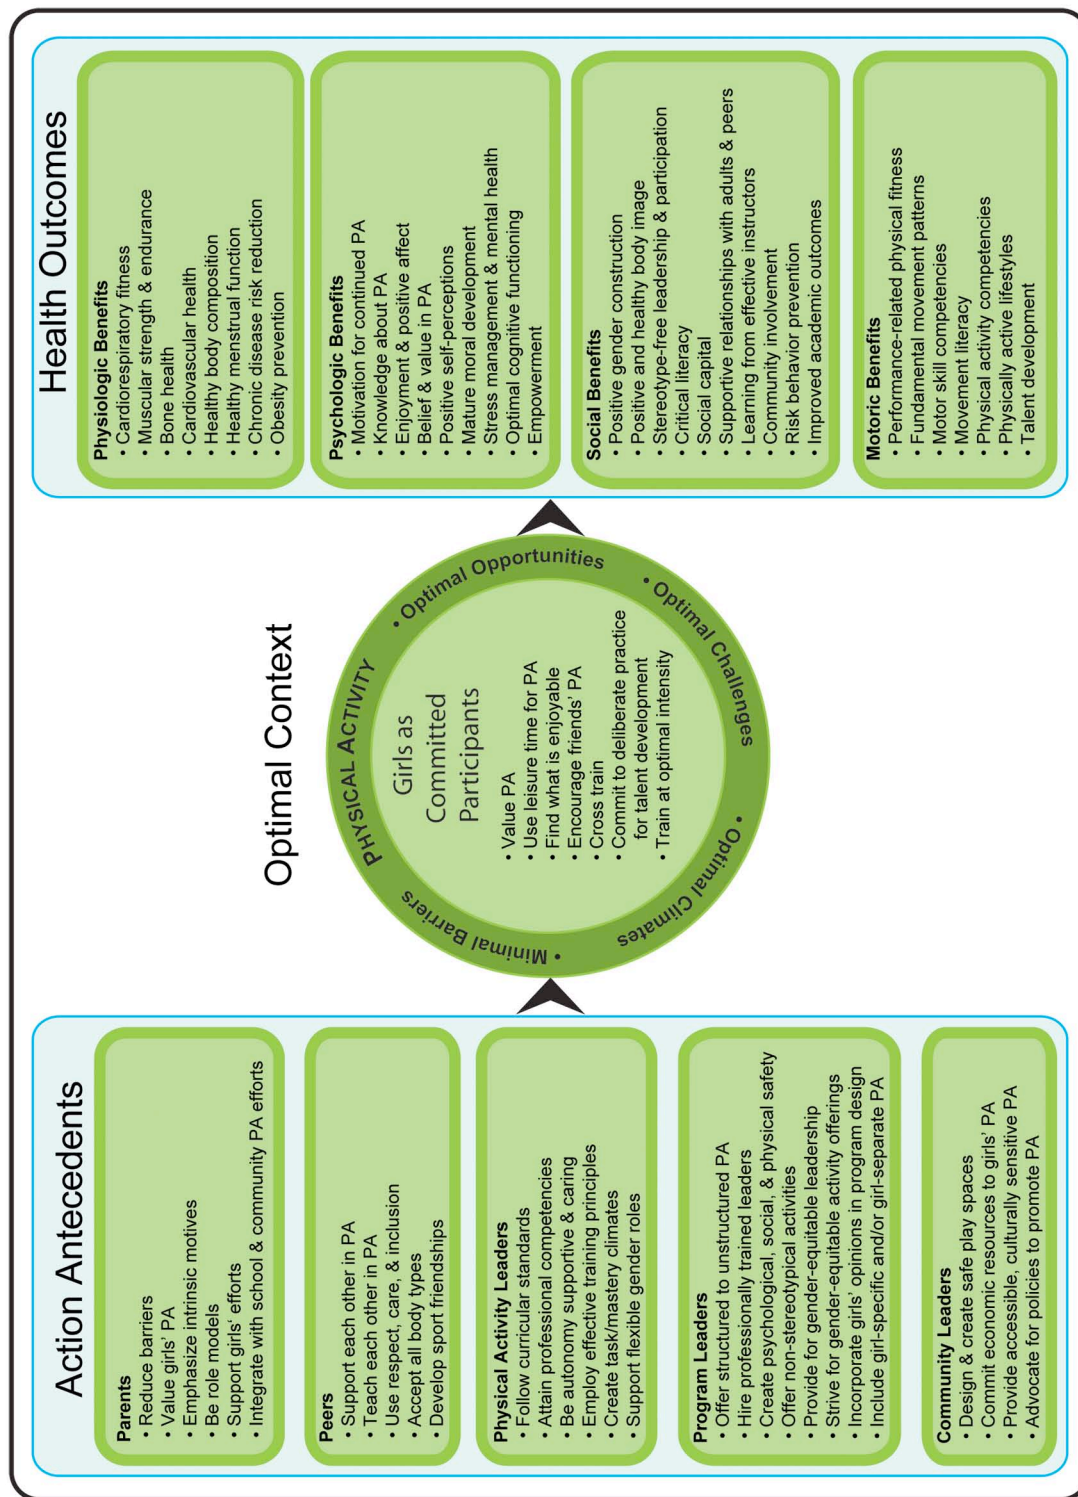 Action Antecedents
Parents
• Reduce barriers
• Value girls' PA
• Emphasize intrinsic motives
• Be role models
• Support girls' efforts
• Integrate with school & community PA efforts
Peers
• Support each other in PA
• Teach each other in PA
• Use respect, care, & inclusion
• Accept all body types
• Develop sport friendships
Physical Activity Leaders
• Follow curricular standards
• Attain professional competencies
• Be autonomy supportive & caring
• Employ effective training principles
• Create task/mastery climates
• Support flexible gender roles
Program Leaders
• Offer structured to unstructured PA
• Hire professionally trained leaders
• Create psychological, social, & physical safety
• Offer non-stereotypical activities
• Provide for gender-equitable leadership
• Strive for gender-equitable activity offerings
• Incorporate girls' opinions in program design
• Include girl-specific and/or girl-separate PA
Community Leaders
• Design & create safe play spaces
• Commit economic resources to girls' PA
• Provide accessible, culturally sensitive PA
• Advocate for policies to promote PA
Optimal Context
PHYSICAL ACTIVITY
• Optimal Opportunities
• Optimal Challenges
• Optimal Climates
• Minimal Barriers
Girls as
Committed
Participants
• Value PA
• Use leisure time for PA
• Find what is enjoyable
• Encourage friends' PA
• Cross train
• Commit to deliberate practice
for talent development
• Train at optimal intensity
Health Outcomes
Physiologic Benefits
• Cardiorespiratory fitness
• Muscular strength & endurance
• Bone health
• Cardiovascular health
• Healthy body composition
• Healthy menstrual function
• Chronic disease risk reduction
• Obesity prevention
Psychologic Benefits
• Motivation for continued PA
• Knowledge about PA
• Enjoyment & positive affect
• Belief & value in PA
• Positive self-perceptions
• Mature moral development
• Stress management & mental health
• Optimal cognitive functioning
• Empowerment
Social Benefits
• Positive gender construction
• Positive and healthy body image
• Stereotype-free leadership & participation
• Critical literacy
• Social capital
• Supportive relationships with adults & peers
• Learning from effective instructors
• Community involvement
• Risk behavior prevention
• Improved academic outcomes
Motoric Benefits
• Performance-related physical fitness
• Fundamental movement patterns
• Motor skill competencies
• Movement literacy
• Physical activity competencies
• Physically active lifestyles
• Talent development